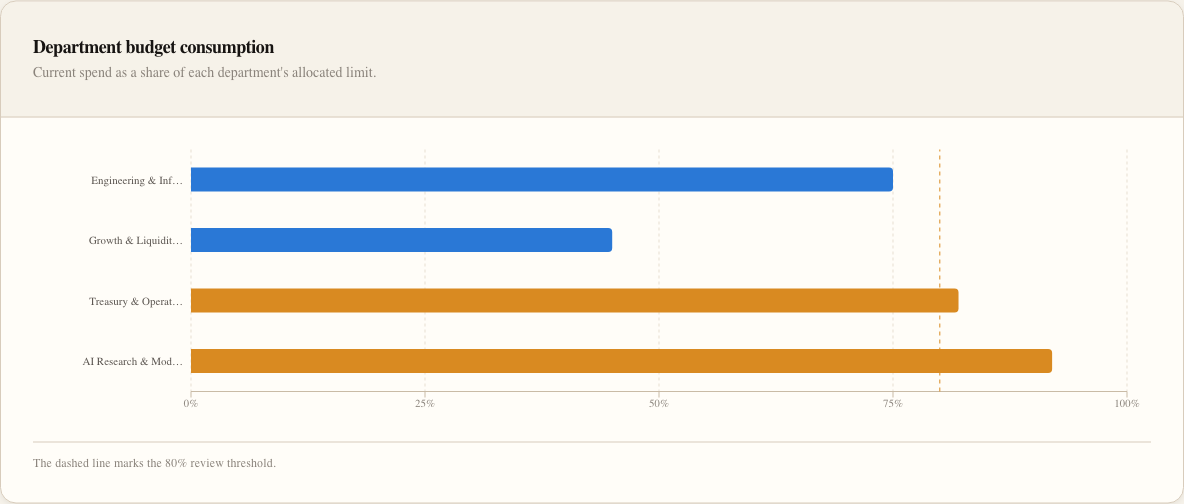 Department budget consumption
Current spend as a share of each department's allocated limit.
Engineering & Inf…
Growth & Liquidit…
Treasury & Operat…
AI Research & Mod…
0%
25%
50%
75%
100%
The dashed line marks the 80% review threshold.